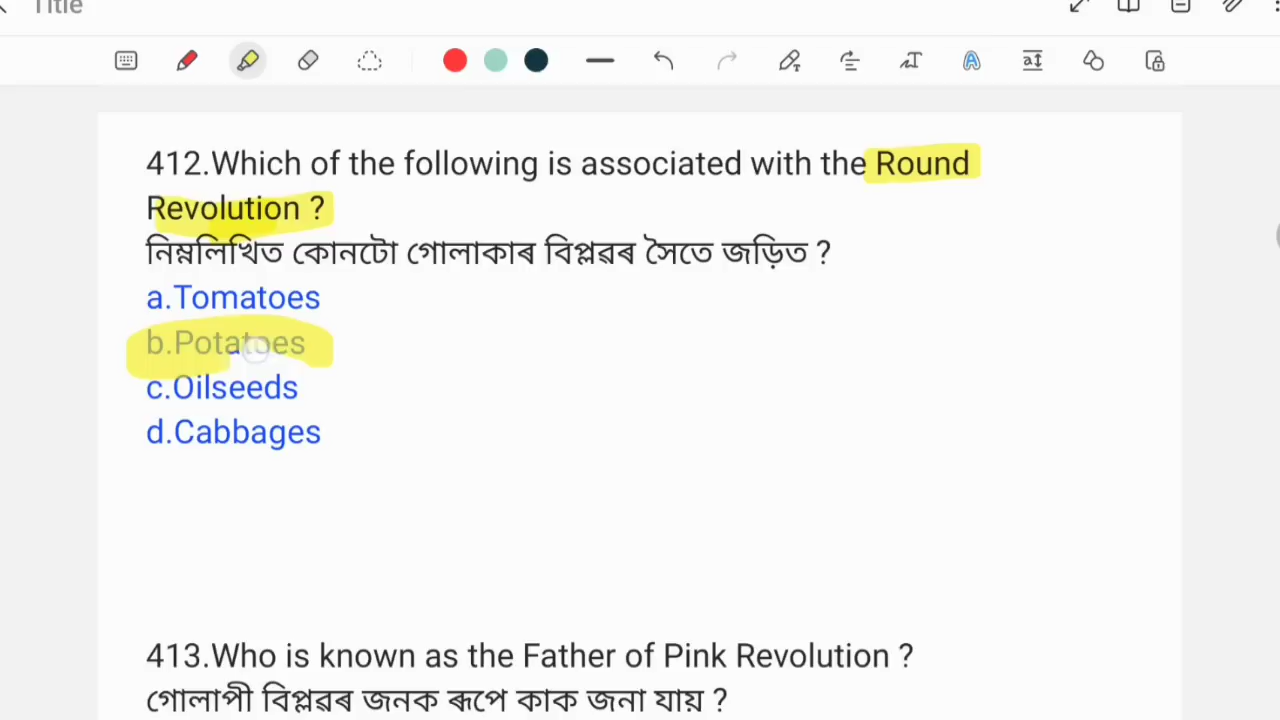 Title
412.Which of the following is associated with the Round
Revolution ?
নিম্নলিখিত কোনটো গোলাকাৰ বিপ্লৱৰ সৈতে জড়িত ?
a.Tomatoes
b.Potatoes
c.Oilseeds
d.Cabbages
413.Who is known as the Father of Pink Revolution ?
গোলাপী বিপ্লৱৰ জনক ৰূপে কাক জনা যায় ?